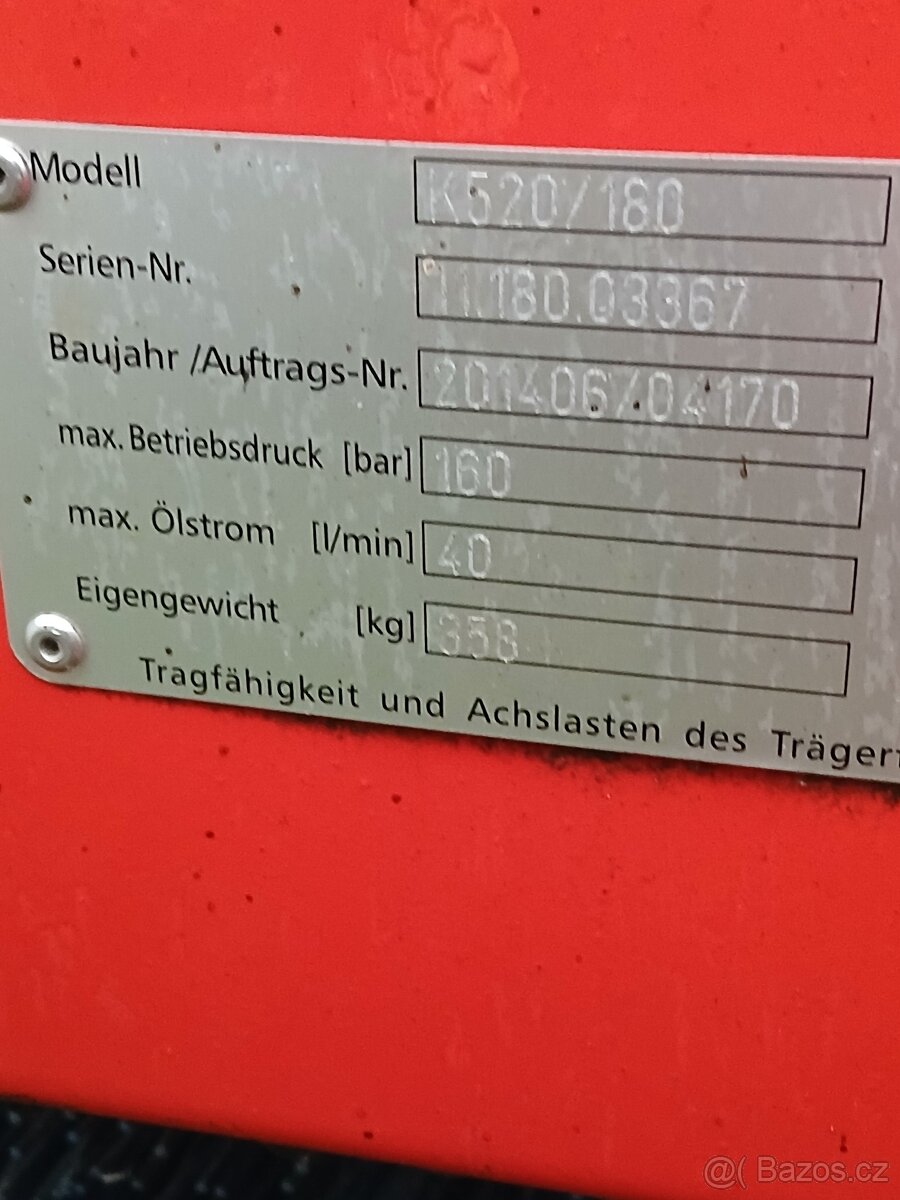 Modell K520/180
Serien-Nr. 11.180.03367
Baujahr /Auftrags-Nr. 201406/04170
max. Betriebsdruck [bar] 160
max. Ölstrom [l/min] 40
Eigengewicht [kg] 358
Tragfähigkeit und Achslasten des Träger
@( Bazos.cz